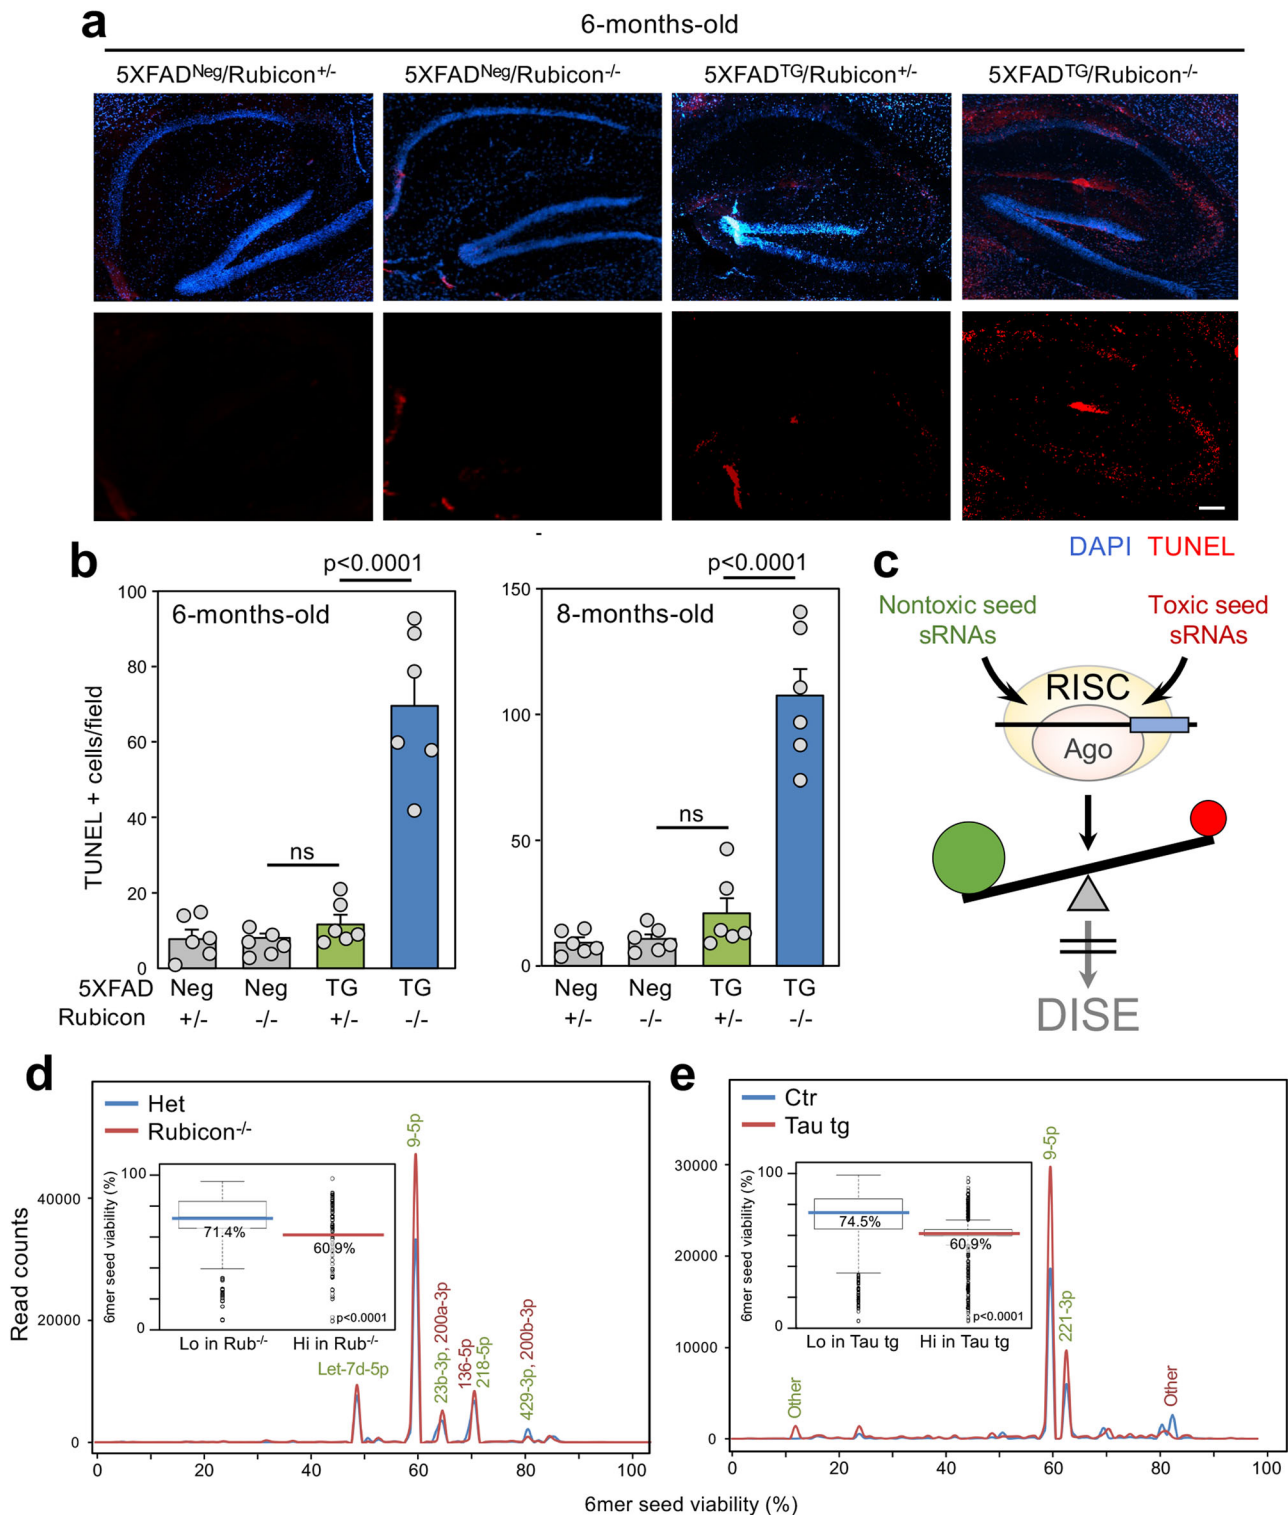 a
6-months-old
5XFADNeg/Rubicon+/-
5XFADNeg/Rubicon-/-
5XFADTG/Rubicon+/-
5XFADTG/Rubicon-/-
DAPI TUNEL
b
p<0.0001
6-months-old
ns
TUNEL + cells/field
100
80
60
40
20
0
5XFAD Neg Neg TG TG
Rubicon +/- -/- +/- -/-
p<0.0001
8-months-old
ns
150
100
50
0
Neg Neg TG TG
+/- -/- +/- -/-
c
Nontoxic seed
sRNAs
Toxic seed
sRNAs
RISC
Ago
DISE
d
Het
Rubicon-/-
Read counts
40000
20000
0
0 20 40 60 80 100
6mer seed viability (%)
100
0
71.4%
60.9%
p<0.0001
Lo in Rub-/- Hi in Rub-/-
Let-7d-5p
9-5p
23b-3p, 200a-3p
136-5p
218-5p
429-3p, 200b-3p
e
Ctr
Tau tg
30000
20000
10000
0
0 20 40 60 80 100
6mer seed viability (%)
100
0
74.5%
60.9%
p<0.0001
Lo in Tau tg Hi in Tau tg
Other
9-5p
221-3p
Other
6mer seed viability (%)